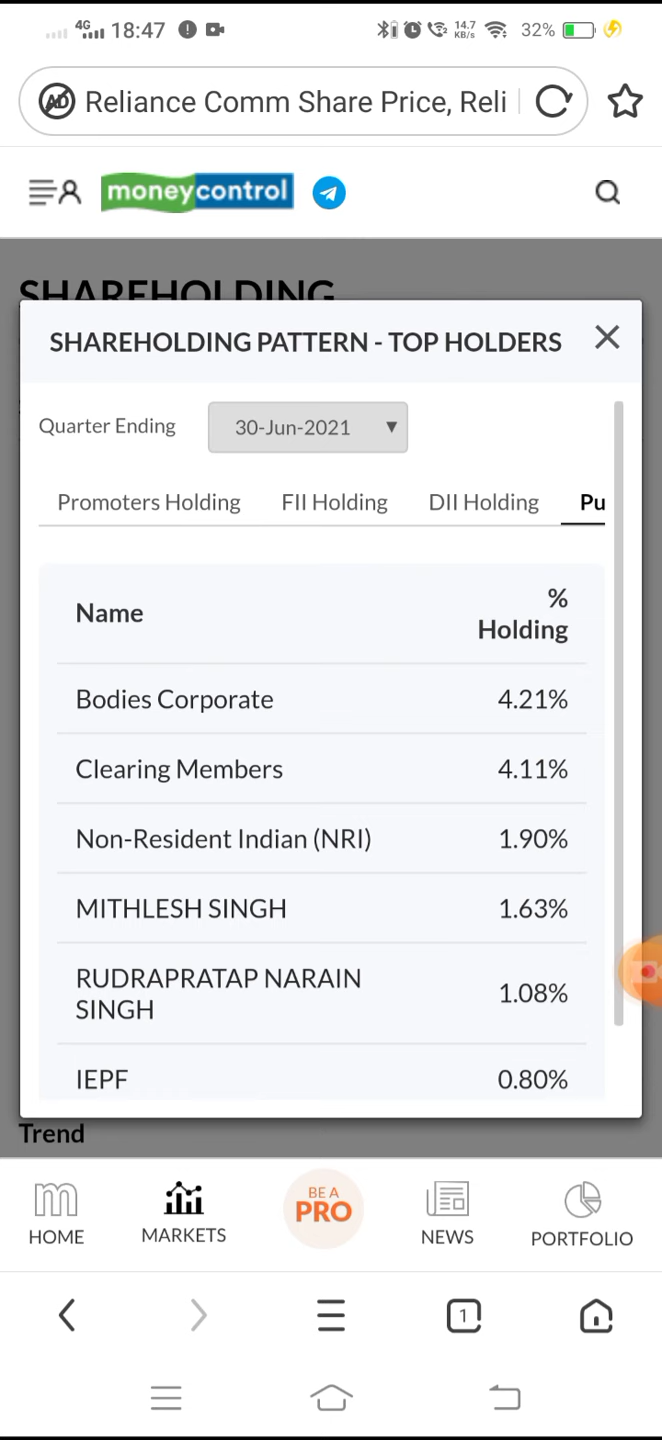 4G 18:47 14.7 KB/s 32%
AD Reliance Comm Share Price, Reli
moneycontrol
SHAREHOLDING
SHAREHOLDING PATTERN - TOP HOLDERS
Quarter Ending 30-Jun-2021
Promoters Holding FII Holding DII Holding Pu
Name % Holding
Bodies Corporate 4.21%
Clearing Members 4.11%
Non-Resident Indian (NRI) 1.90%
MITHLESH SINGH 1.63%
RUDRAPRATAP NARAIN
SINGH 1.08%
IEPF 0.80%
Trend
BE A
PRO
HOME MARKETS NEWS PORTFOLIO
1